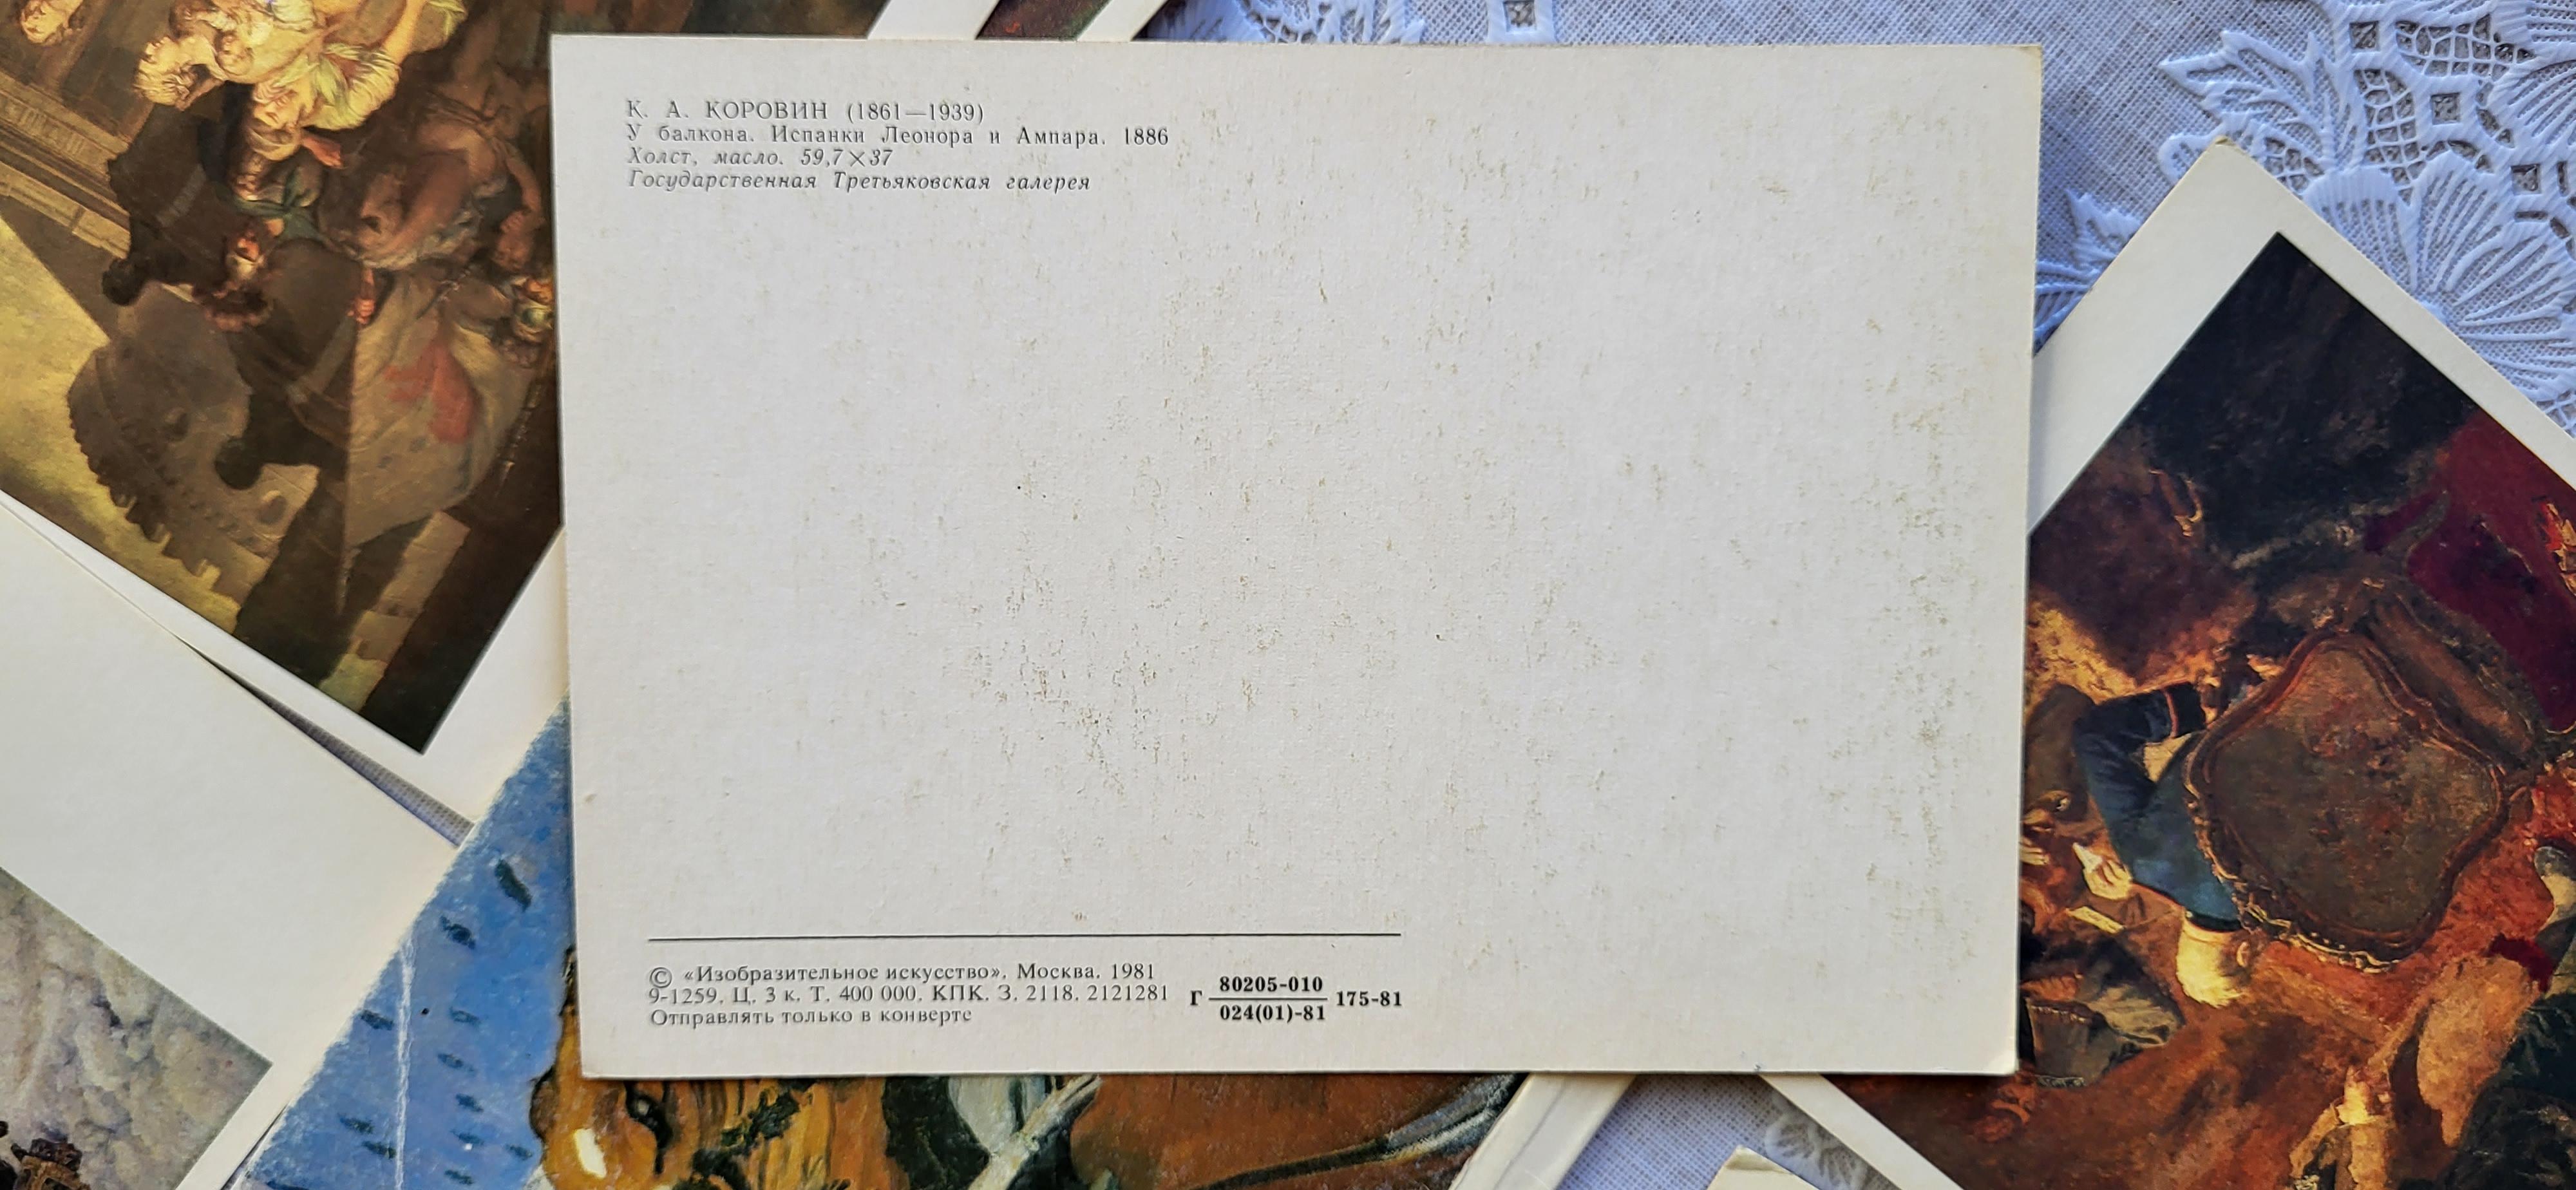 К. А. КОРОВИН (1861—1939)
У балкона. Испанки Леонора и Ампара. 1886
Холст, масло. 59,7×37
Государственная Третьяковская галерея
© «Изобразительное искусство». Москва. 1981
9-1259. Ц. 3 к. Т. 400 000. КПК. З. 2118. 2121281
Отправлять только в конверте
Г 80205-010 175-81
024(01)-81